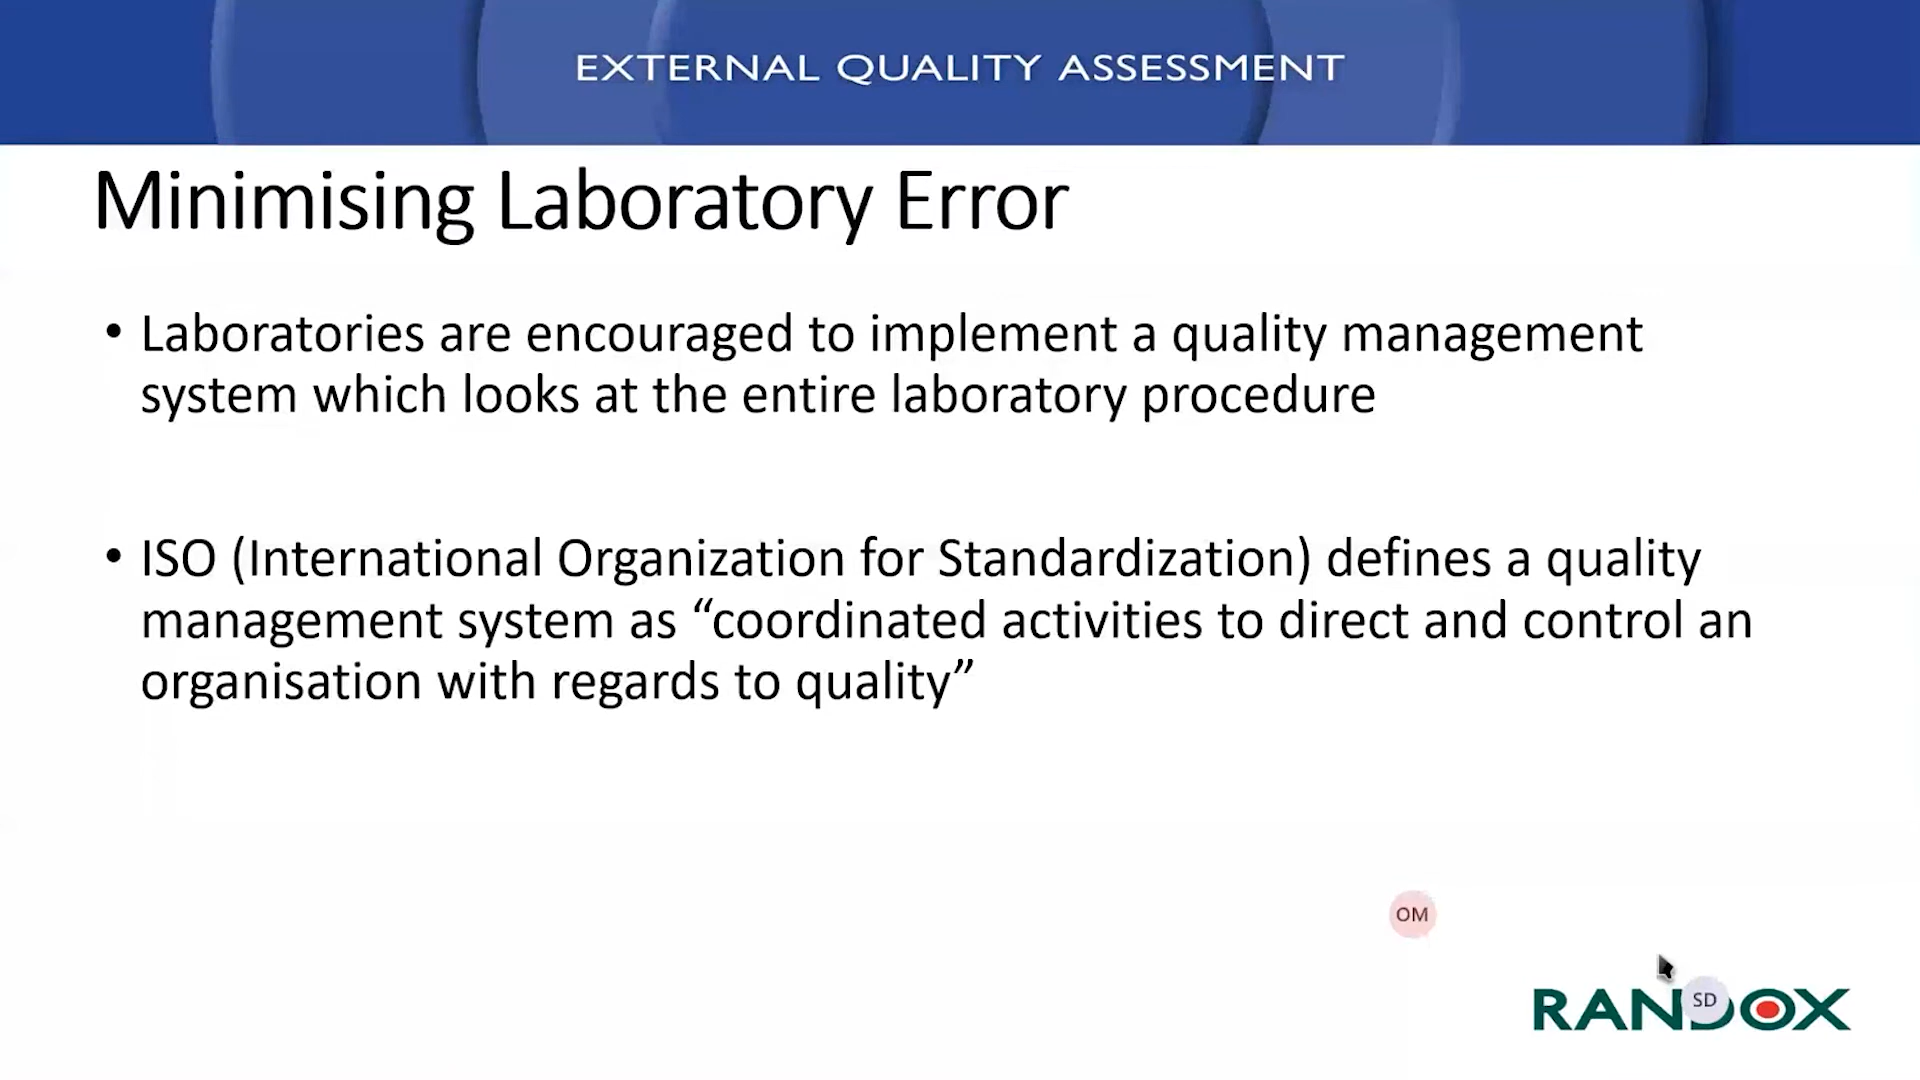 EXTERNAL QUALITY ASSESSMENT
Minimising Laboratory Error
• Laboratories are encouraged to implement a quality management
system which looks at the entire laboratory procedure
• ISO (International Organization for Standardization) defines a quality
management system as “coordinated activities to direct and control an
organisation with regards to quality”
OM
SD
RANDOX